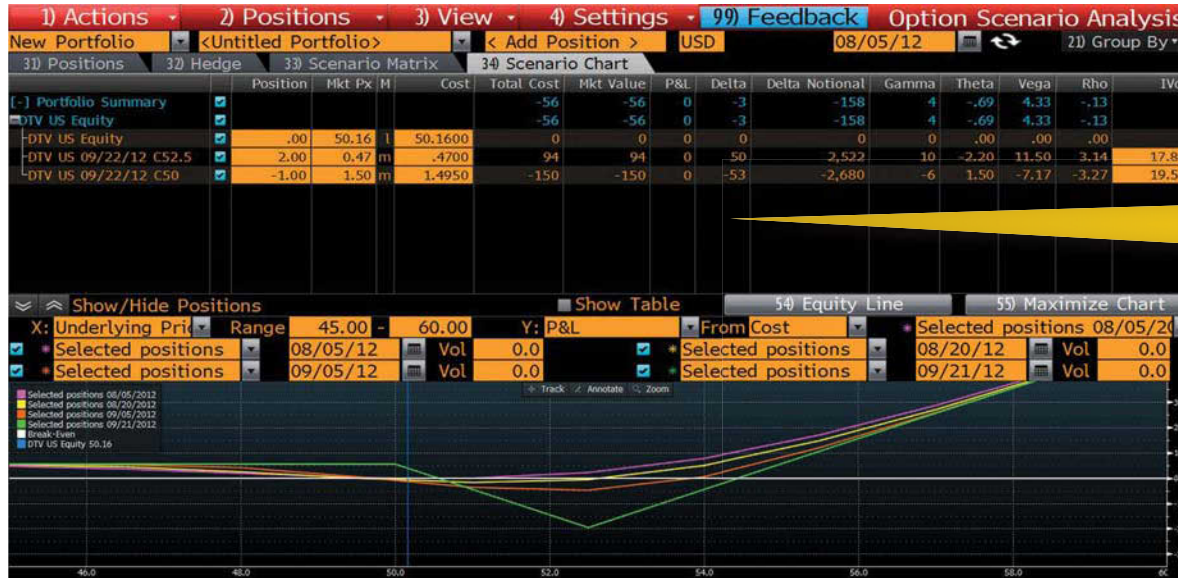 1) Actions 2) Positions 3) View 4) Settings 99) Feedback Option Scenario Analysis
New Portfolio <Untitled Portfolio> < Add Position > USD 08/05/12 21) Group By
31) Positions 32) Hedge 33) Scenario Matrix 34) Scenario Chart
Position Mkt Px M Cost Total Cost Mkt Value P&L Delta Delta Notional Gamma Theta Vega Rho IVo
[-] Portfolio Summary -56 -56 0 -3 -158 4 -.69 4.33 -.13
DTV US Equity -56 -56 0 -3 -158 4 -.69 4.33 -.13
DTV US Equity .00 50.16 l 50.1600 0 0 0 0 0 0 .00 .00 .00
DTV US 09/22/12 C52.5 2.00 0.47 m .4700 94 94 0 50 2,522 10 -2.20 11.50 3.14 17.8
DTV US 09/22/12 C50 -1.00 1.50 m 1.4950 -150 -150 0 -53 -2,680 -6 1.50 -7.17 -3.27 19.5
Show/Hide Positions Show Table 54) Equity Line 55) Maximize Chart
X: Underlying Pric Range 45.00 - 60.00 Y: P&L From Cost Selected positions 08/05/20
Selected positions 08/05/12 Vol 0.0 Selected positions 08/20/12 Vol 0.0
Selected positions 09/05/12 Vol 0.0 Selected positions 09/21/12 Vol 0.0
Track Annotate Zoom
Selected positions 08/05/2012
Selected positions 08/20/2012
Selected positions 09/05/2012
Selected positions 09/21/2012
Break-Even
DTV US Equity 50.16
46.0 48.0 50.0 52.0 54.0 56.0 58.0